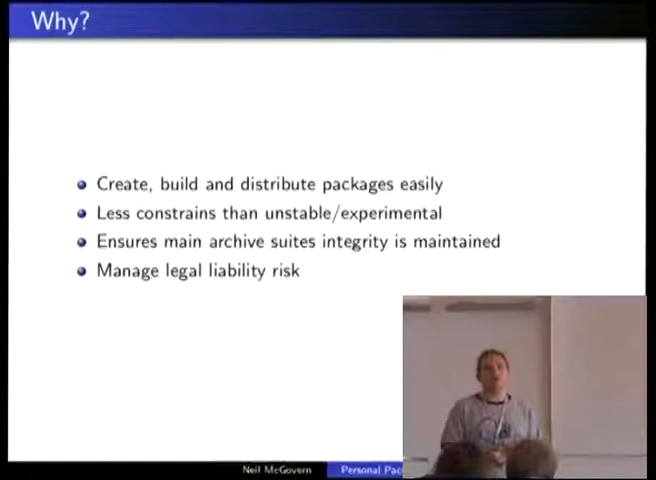 Why?
Create, build and distribute packages easily
Less constrains than unstable/experimental
Ensures main archive suites integrity is maintained
Manage legal liability risk
Neil McGovern
Personal